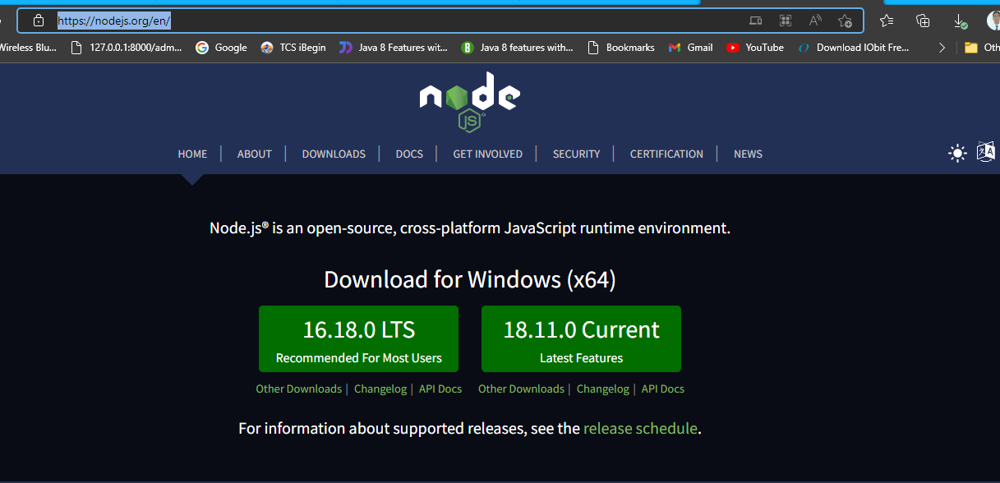 https://nodejs.org/en/
Wireless Blu... 127.0.0.1:8000/adm... Google TCS iBegin Java 8 Features wit... Java 8 features with... Bookmarks Gmail YouTube Download IObit Fre... Oth
node
JS
HOME | ABOUT | DOWNLOADS | DOCS | GET INVOLVED | SECURITY | CERTIFICATION | NEWS
Node.js® is an open-source, cross-platform JavaScript runtime environment.
Download for Windows (x64)
16.18.0 LTS 18.11.0 Current
Recommended For Most Users Latest Features
Other Downloads | Changelog | API Docs Other Downloads | Changelog | API Docs
For information about supported releases, see the release schedule.